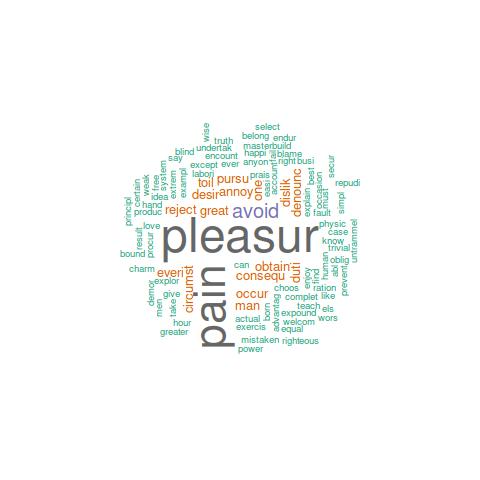 select
wise
truth
belong
endur
undertak
masterbuild
blind
encount
happi
fail
blame
say
except
ever
anyon
right
busi
system
labori
prais
account
best
secur
free
extrem
exampl
toil
pursu
one
easi
dislik
denounc
occasion
repudi
certain
weak
idea
desir
annoy
explain
must
simpl
principl
hand
produc
reject
great
avoid
fault
love
pleasur
physic
case
result
procur
know
trivial
untrammel
bound
human
oblig
charm
everi
pain
can
obtain
duti
abl
explor
circumst
consequ
enjoy
find
prevent
demor
give
occur
choos
ration
men
take
man
born
advantag
complet
like
teach
els
hour
actual
expound
wors
greater
exercis
welcom
equal
mistaken
righteous
power